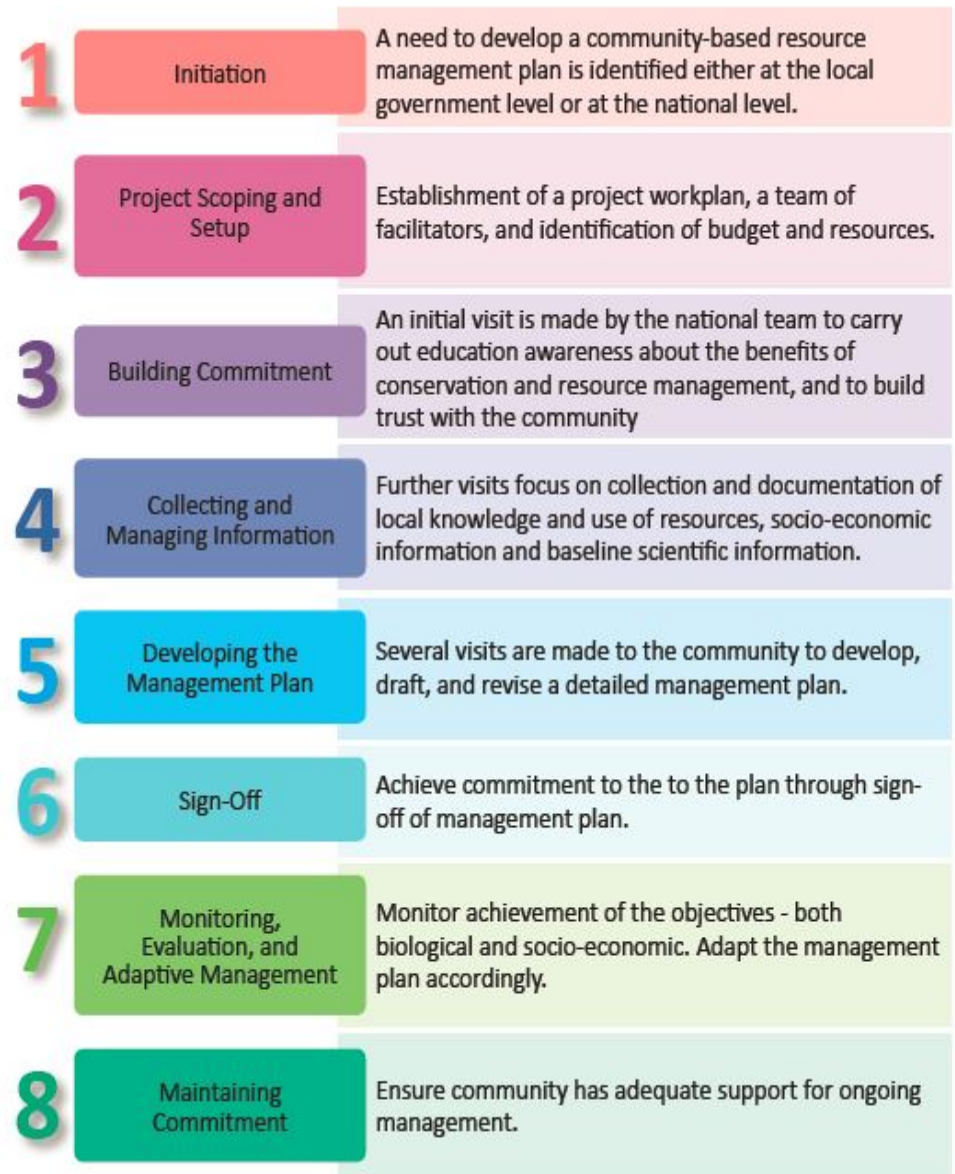 1
Initiation
A need to develop a community-based resource
management plan is identified either at the local
government level or at the national level.
2
Project Scoping and
Setup
Establishment of a project workplan, a team of
facilitators, and identification of budget and resources.
3
Building Commitment
An initial visit is made by the national team to carry
out education awareness about the benefits of
conservation and resource management, and to build
trust with the community
4
Collecting and
Managing Information
Further visits focus on collection and documentation of
local knowledge and use of resources, socio-economic
information and baseline scientific information.
5
Developing the
Management Plan
Several visits are made to the community to develop,
draft, and revise a detailed management plan.
6
Sign-Off
Achieve commitment to the to the plan through sign-
off of management plan.
7
Monitoring,
Evaluation, and
Adaptive Management
Monitor achievement of the objectives - both
biological and socio-economic. Adapt the management
plan accordingly.
8
Maintaining
Commitment
Ensure community has adequate support for ongoing
management.